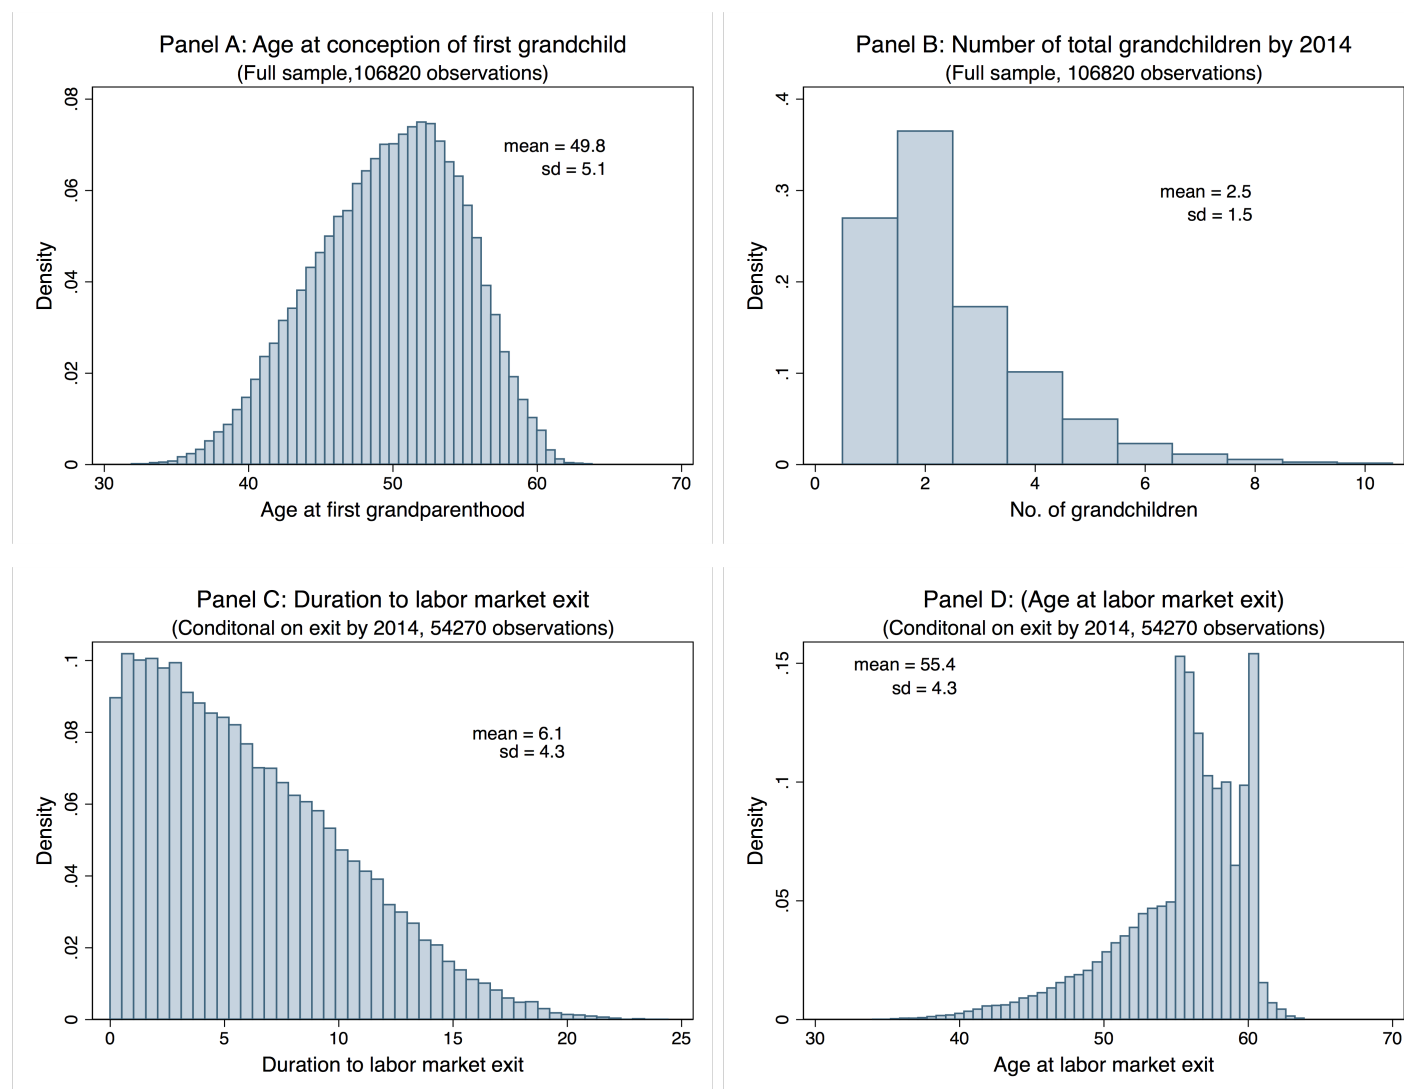 Panel A: Age at conception of first grandchild
(Full sample,106820 observations)
mean = 49.8
sd = 5.1
Density
0
.02
.04
.06
.08
30
40
50
60
70
Age at first grandparenthood
Panel B: Number of total grandchildren by 2014
(Full sample, 106820 observations)
mean = 2.5
sd = 1.5
Density
0
.1
.2
.3
.4
0
2
4
6
8
10
No. of grandchildren
Panel C: Duration to labor market exit
(Conditonal on exit by 2014, 54270 observations)
mean = 6.1
sd = 4.3
Density
0
.02
.04
.06
.08
.1
0
5
10
15
20
25
Duration to labor market exit
Panel D: (Age at labor market exit)
(Conditonal on exit by 2014, 54270 observations)
mean = 55.4
sd = 4.3
Density
0
.05
.1
.15
30
40
50
60
70
Age at labor market exit